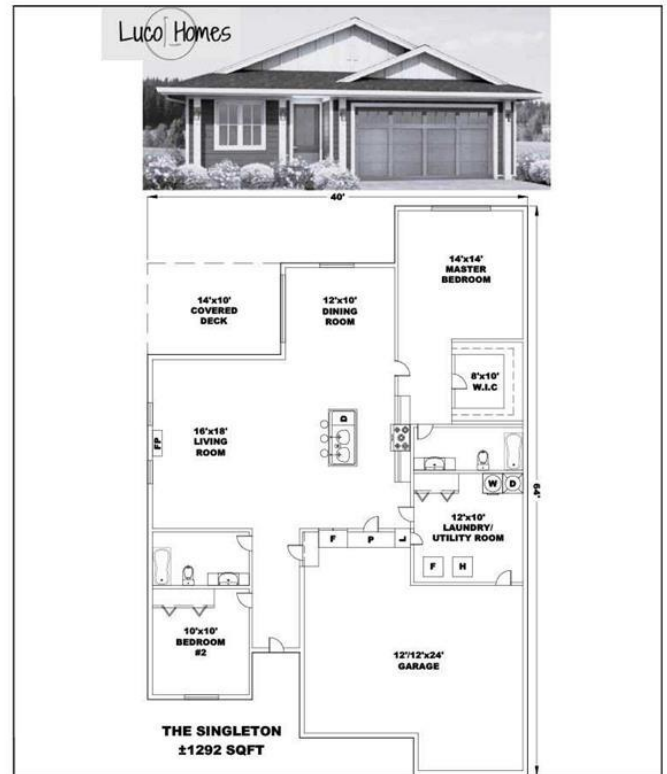 Luco Homes
40'
14'x14'
MASTER
BEDROOM
14'x10'
COVERED
DECK
12'x10'
DINING
ROOM
8'x10'
W.I.C
D
16'x18'
LIVING
ROOM
FP
64'
W D
12'x10'
LAUNDRY/
UTILITY ROOM
F P L
F H
10'x10'
BEDROOM
#2
12'/12'x24'
GARAGE
THE SINGLETON
±1292 SQFT